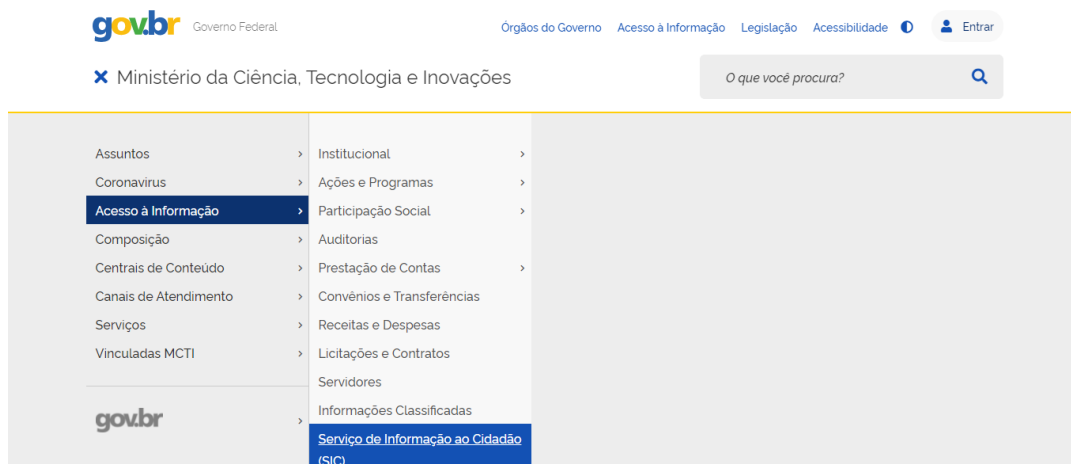 gov.br Governo Federal Órgãos do Governo Acesso à Informação Legislação Acessibilidade Entrar
Ministério da Ciência, Tecnologia e Inovações O que você procura?
Assuntos
Coronavirus
Acesso à Informação
Composição
Centrais de Conteúdo
Canais de Atendimento
Serviços
Vinculadas MCTI
gov.br
Institucional
Ações e Programas
Participação Social
Auditorias
Prestação de Contas
Convênios e Transferências
Receitas e Despesas
Licitações e Contratos
Servidores
Informações Classificadas
Serviço de Informação ao Cidadão
(SIC)